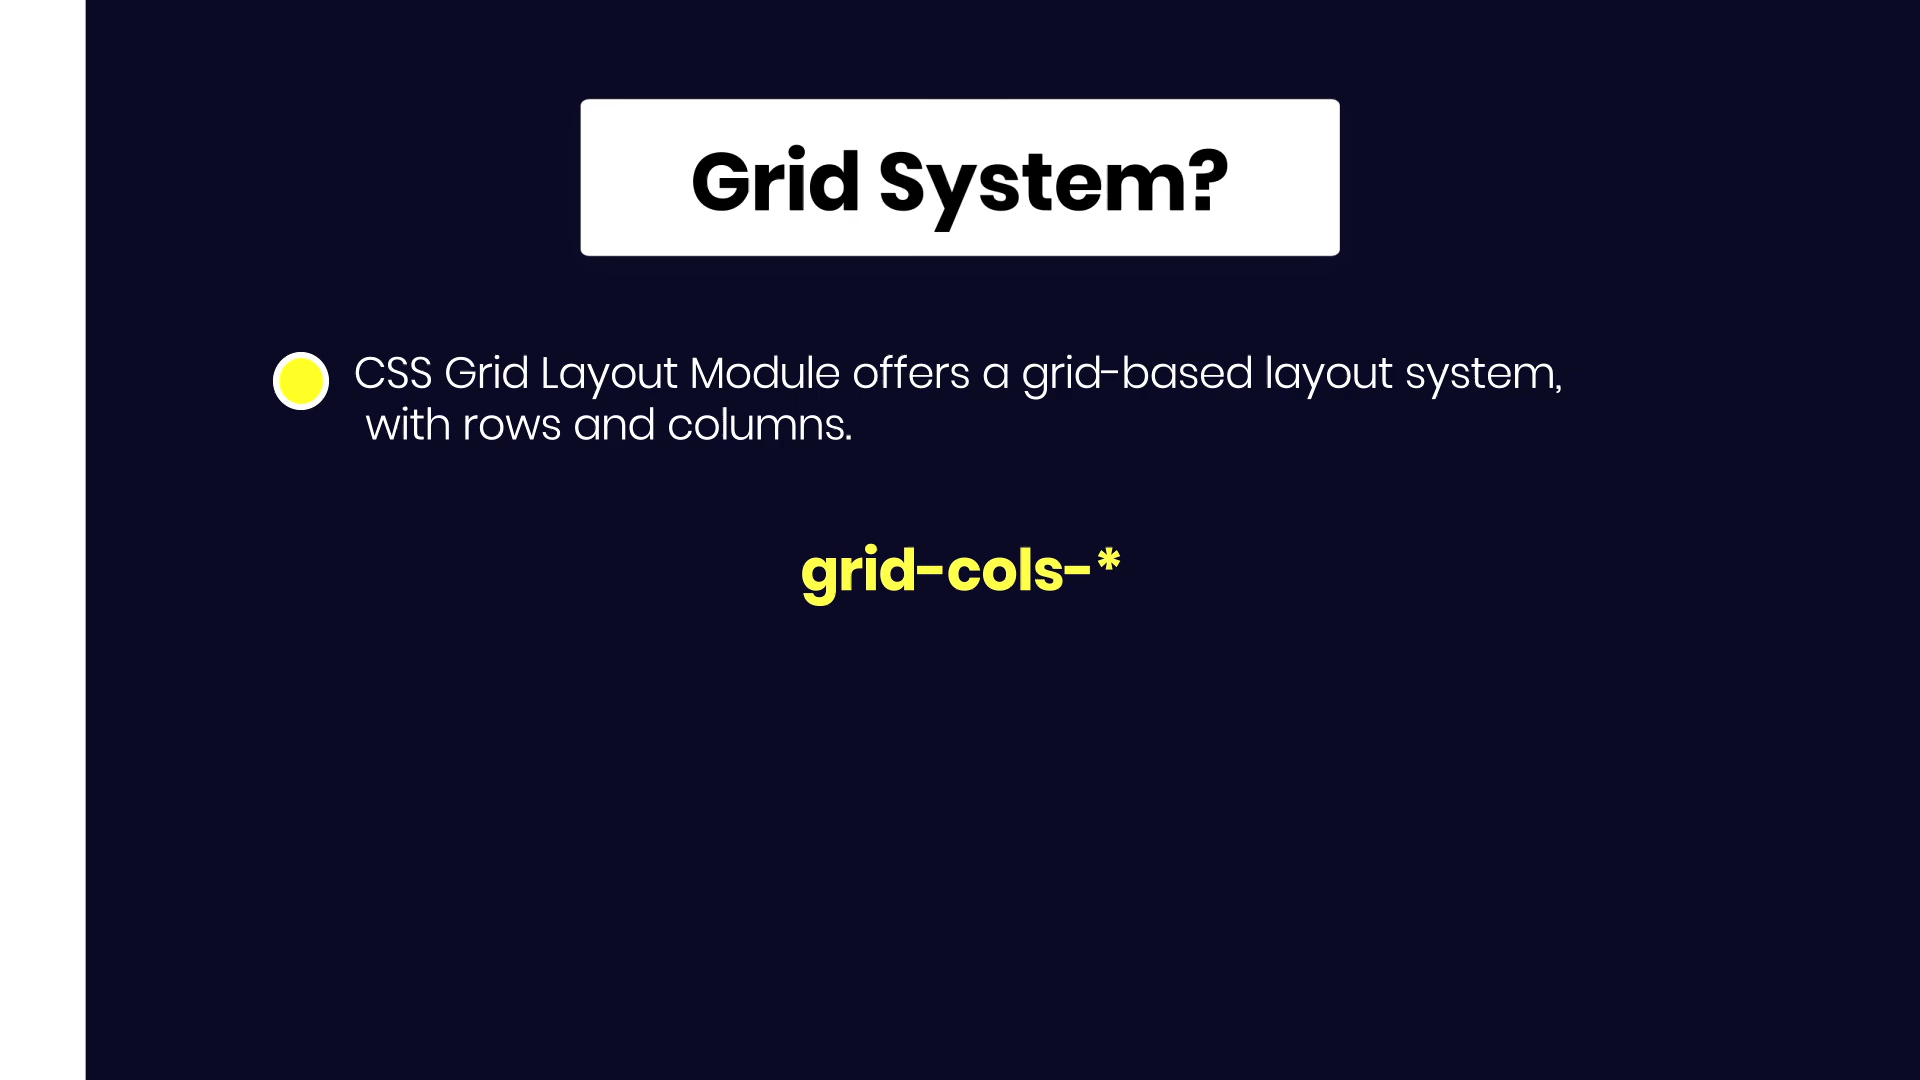 Grid System?
CSS Grid Layout Module offers a grid-based layout system,
with rows and columns.
grid-cols-*